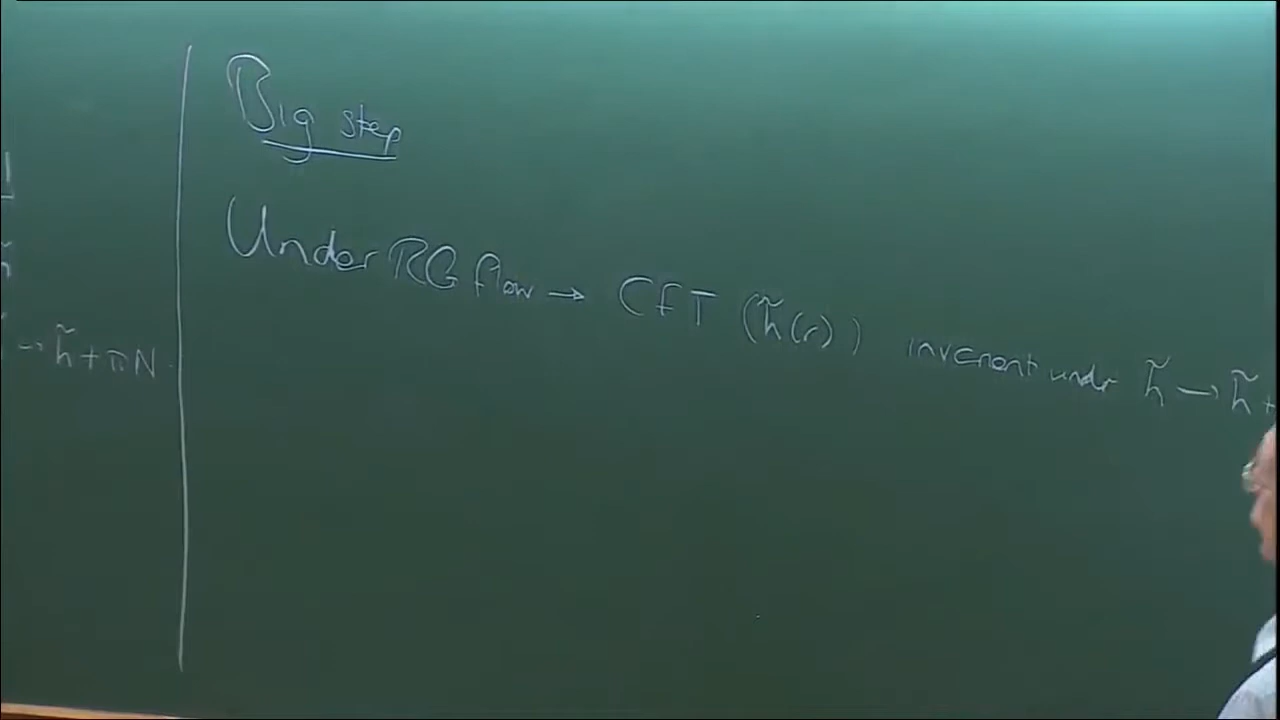 → h̃ + πN
Big step
Under RG flow → CFT (h̃(r)) invariant under h̃ → h̃ +